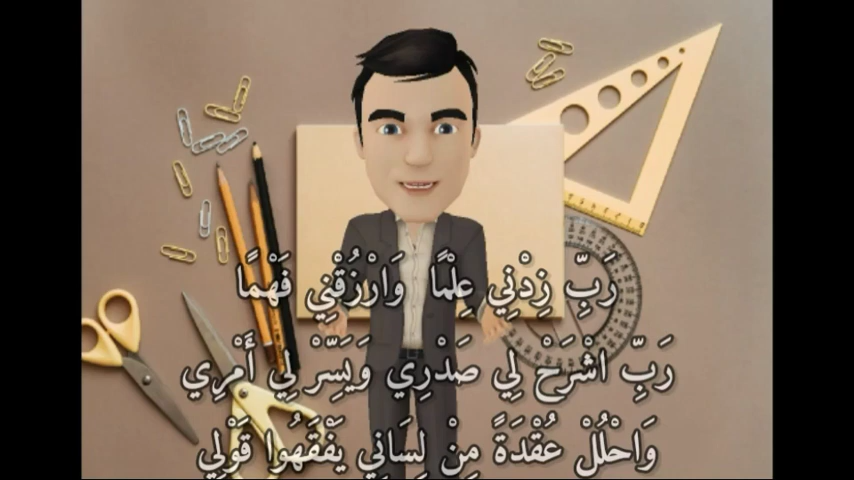 رَبِّ زِدْنِي عِلْمًا وَارْزُقْنِي فَهْمًا
رَبِّ اشْرَحْ لِي صَدْرِي وَيَسِّرْ لِي أَمْرِي
وَاحْلُلْ عُقْدَةً مِنْ لِسَانِي يَفْقَهُوا قَوْلِي